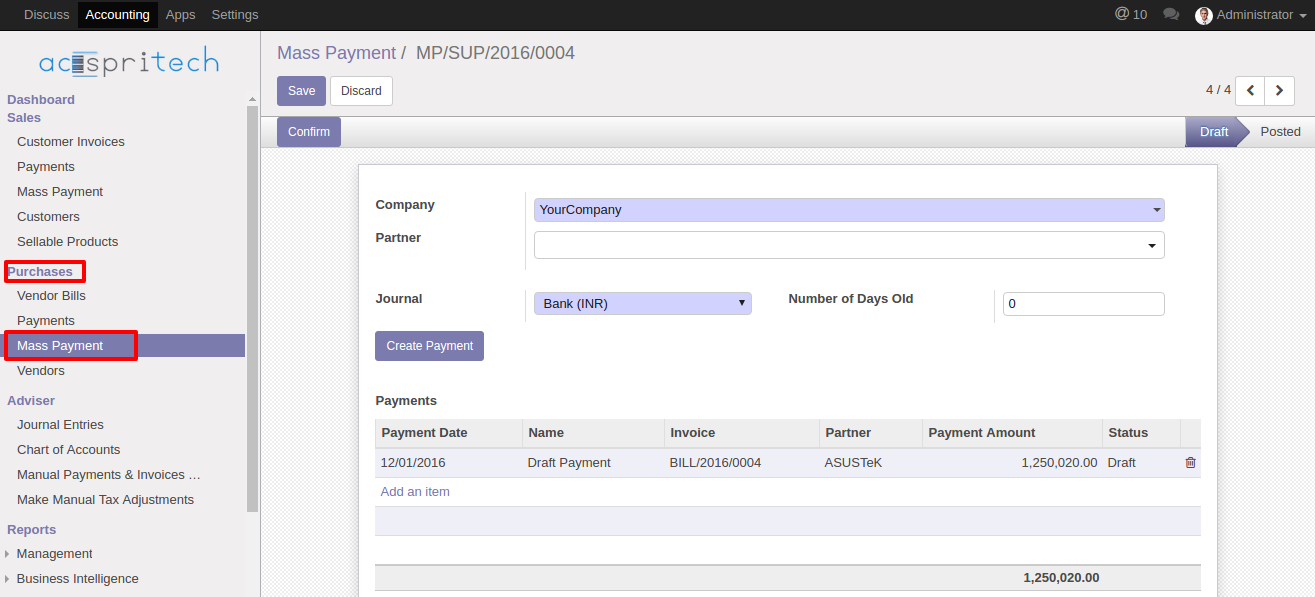 Discuss Accounting Apps Settings @ 10 Administrator
acespritech
Mass Payment / MP/SUP/2016/0004
Save Discard 4 / 4
Confirm Draft Posted
Dashboard
Sales
Customer Invoices
Payments
Mass Payment
Customers
Sellable Products
Purchases
Vendor Bills
Payments
Mass Payment
Vendors
Adviser
Journal Entries
Chart of Accounts
Manual Payments & Invoices ...
Make Manual Tax Adjustments
Reports
Management
Business Intelligence
Company YourCompany
Partner
Journal Bank (INR) Number of Days Old 0
Create Payment
Payments
Payment Date Name Invoice Partner Payment Amount Status
12/01/2016 Draft Payment BILL/2016/0004 ASUSTeK 1,250,020.00 Draft
Add an item
1,250,020.00